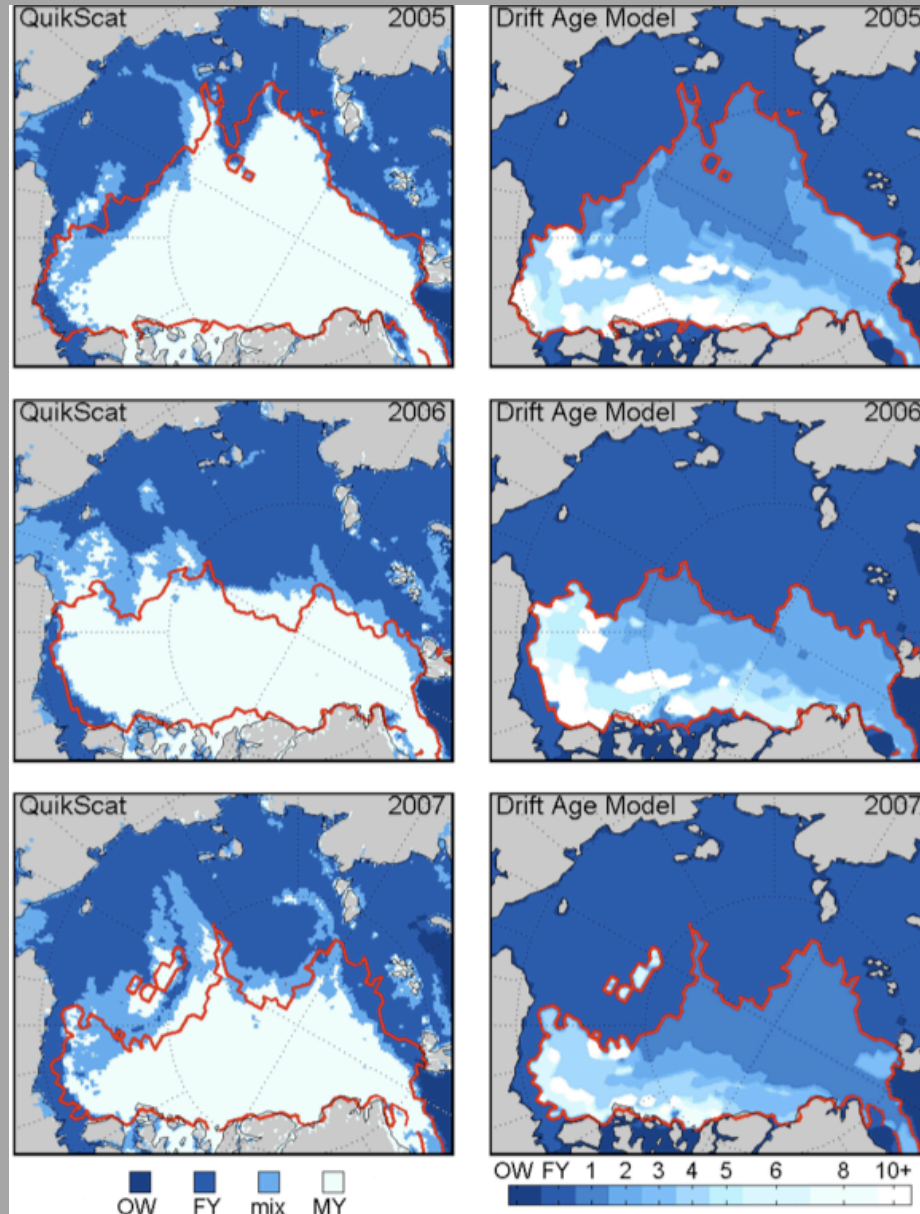 QuikScat 2005
Drift Age Model 2005
QuikScat 2006
Drift Age Model 2006
QuikScat 2007
Drift Age Model 2007
OW FY mix MY
OW FY 1 2 3 4 5 6 8 10+